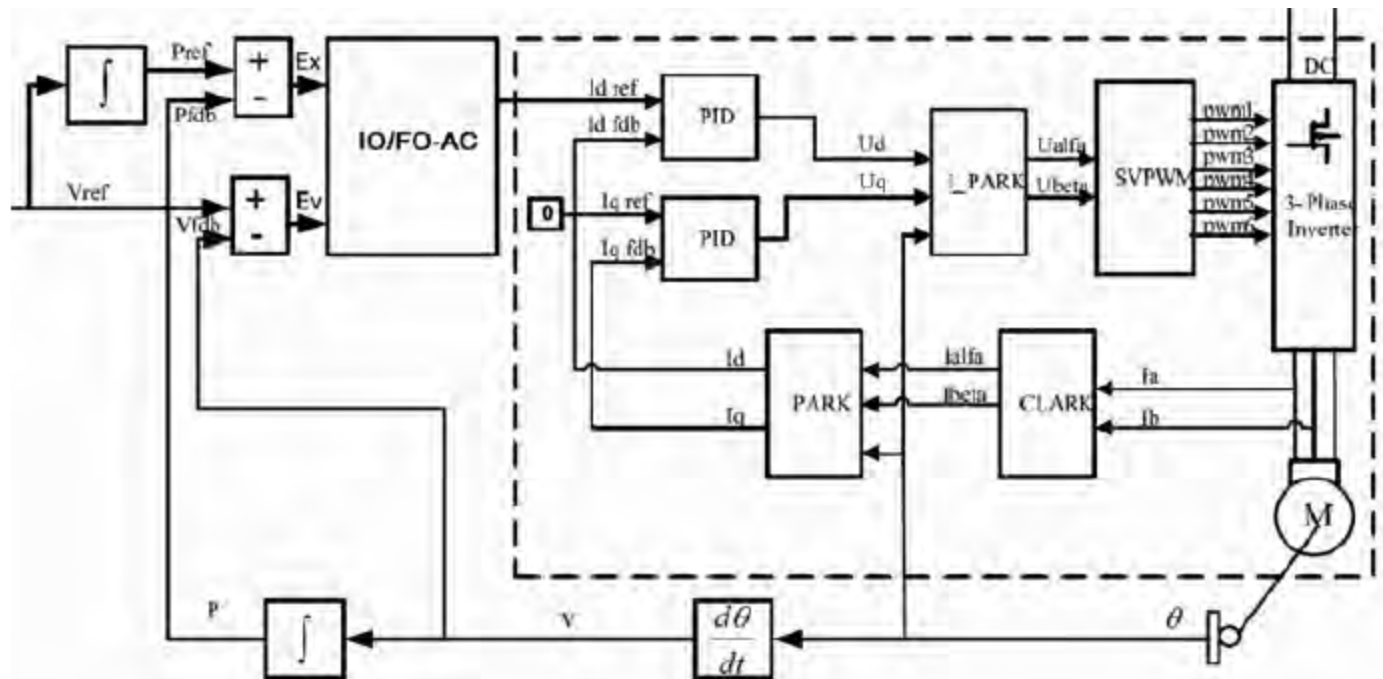 ∫
Pref
Pfdb
+
-
Ex
IO/FO-AC
Vref
Vfdb
+
-
Ev
Id ref
Id fdb
PID
0
Iq ref
Iq fdb
PID
Ud
Uq
I_PARK
Ualfa
Ubeta
SVPWM
pwm1
pwm2
pwm3
pwm4
pwm5
pwm6
DC
3- Phase
Inverter
Id
Iq
PARK
Ialfa
Ibeta
CLARK
Ia
Ib
M
P
∫
v
dθ
dt
θ